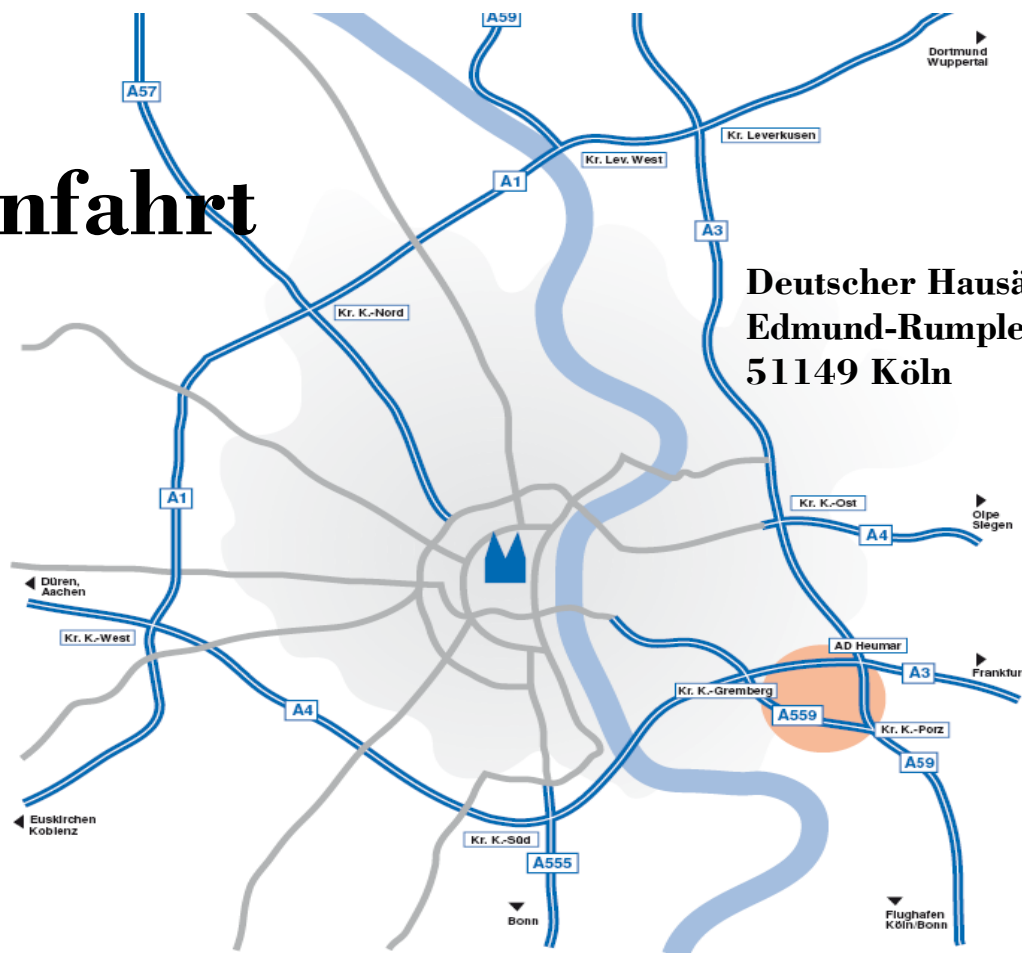 A59
Dortmund
Wuppertal
A57
Kr. Leverkusen
Kr. Lev. West
A1
nfahrt
A3
Deutscher Hausä
Edmund-Rumple
51149 Köln
Kr. K.-Nord
A1
Kr. K.-Ost
Olpe
Siegen
A4
Düren,
Aachen
Kr. K.-West
AD Heumar
Frankfur
A3
Kr. K.-Gremberg
A4
A559
Kr. K.-Porz
A59
Euskirchen
Koblenz
Kr. K.-Süd
A555
Bonn
Flughafen
Köln/Bonn